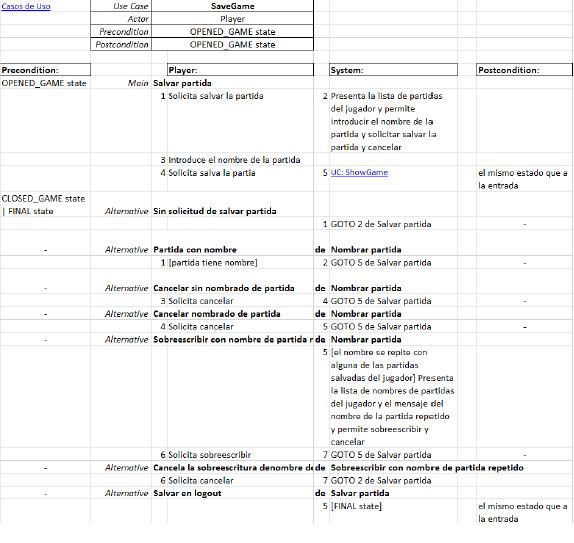 Casos de Uso Use Case SaveGame
Actor Player
Precondition OPENED_GAME state
Postcondition OPENED_GAME state
Precondition: Player: System: Postcondition:
OPENED_GAME state Main Salvar partida
1 Solicita salvar la partida 2 Presenta la lista de partidas
del jugador y permite
introducir el nombre de la
partida y solicitar salvar la
partida y cancelar
3 Introduce el nombre de la partida
4 Solicita salva la partia 5 UC: ShowGame el mismo estado que a
la entrada
CLOSED_GAME state
| FINAL state Alternative Sin solicitud de salvar partida
1 GOTO 2 de Salvar partida -
- Alternative Partida con nombre de Nombrar partida
1 [partida tiene nombre] 2 GOTO 5 de Salvar partida -
- Alternative Cancelar sin nombrado de partida de Nombrar partida
3 Solicita cancelar 4 GOTO 5 de Salvar partida -
- Alternative Cancelar nombrado de partida de Nombrar partida
4 Solicita cancelar 5 GOTO 5 de Salvar partida -
- Alternative Sobreescribir con nombre de partida r de Nombrar partida
5 [el nombre se repite con
alguna de las partidas
salvadas del jugador] Presenta
la lista de nombres de partidas
del jugador y el mensaje del
nombre de la partida repetido
y permite sobreescribir y
cancelar
6 Solicita sobreescribir 7 GOTO 5 de Salvar partida -
- Alternative Cancela la sobreescritura denombre de de Sobreescribir con nombre de partida repetido
6 Solicita cancelar 7 GOTO 2 de Salvar partida
- Alternative Salvar en logout de Salvar partida
5 [FINAL state] el mismo estado que a
la entrada